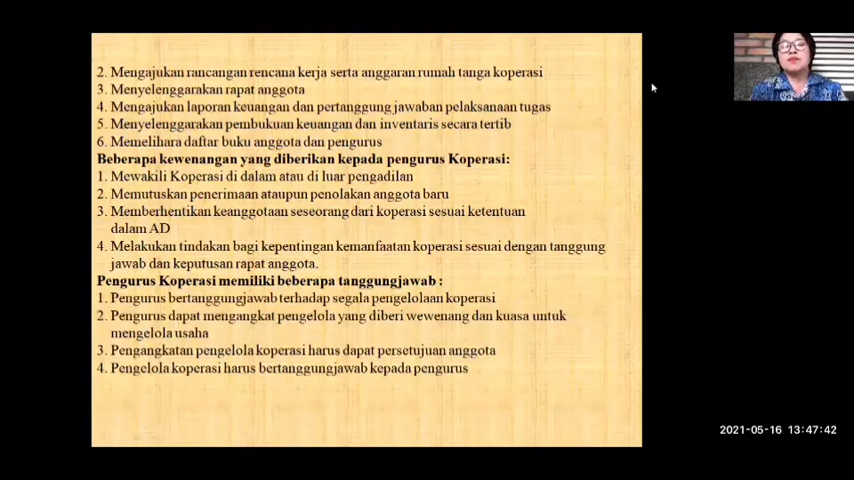 2. Mengajukan rancangan rencana kerja serta anggaran rumah tanga koperasi
3. Menyelenggarakan rapat anggota
4. Mengajukan laporan keuangan dan pertanggung jawaban pelaksanaan tugas
5. Menyelenggarakan pembukuan keuangan dan inventaris secara tertib
6. Memelihara daftar buku anggota dan pengurus
Beberapa kewenangan yang diberikan kepada pengurus Koperasi:
1. Mewakili Koperasi di dalam atau di luar pengadilan
2. Memutuskan penerimaan ataupun penolakan anggota baru
3. Memberhentikan keanggotaan seseorang dari koperasi sesuai ketentuan
dalam AD
4. Melakukan tindakan bagi kepentingan kemanfaatan koperasi sesuai dengan tanggung
jawab dan keputusan rapat anggota.
Pengurus Koperasi memiliki beberapa tanggungjawab :
1. Pengurus bertanggungjawab terhadap segala pengelolaan koperasi
2. Pengurus dapat mengangkat pengelola yang diberi wewenang dan kuasa untuk
mengelola usaha
3. Pengangkatan pengelola koperasi harus dapat persetujuan anggota
4. Pengelola koperasi harus bertanggungjawab kepada pengurus
2021-05-16 13:47:42